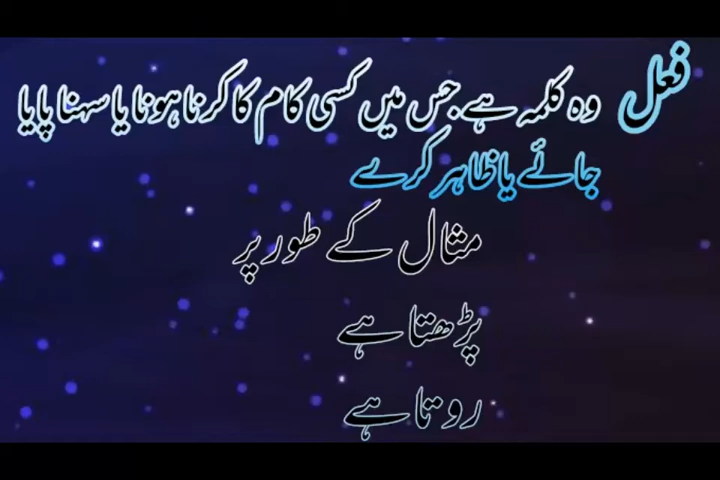 فعل وہ کلمہ ہے جس میں کسی کام کا کرنا ہونا یا سہنا پایا
جائے یا ظاہر کرے
مثال کے طور پر
پڑھتا ہے
روتا ہے